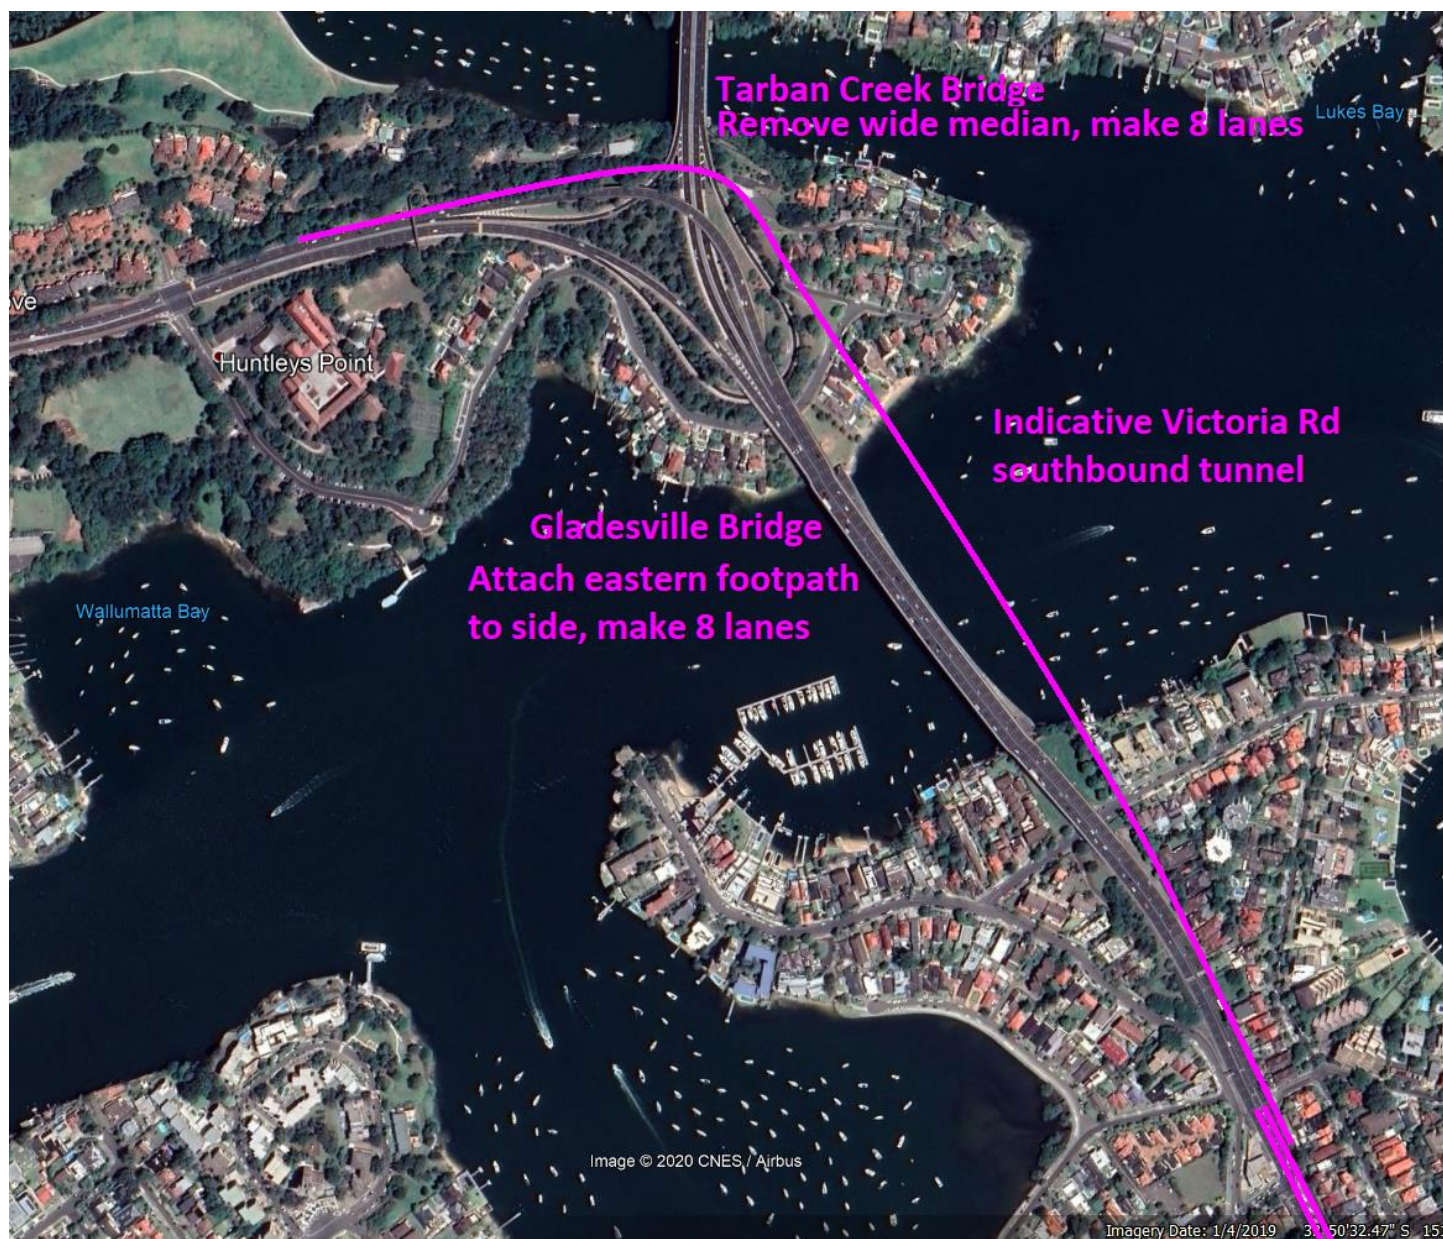 Tarban Creek Bridge
Remove wide median, make 8 lanes
Lukes Bay
Huntleys Point
Indicative Victoria Rd
southbound tunnel
Gladesville Bridge
Attach eastern footpath
to side, make 8 lanes
Wallumatta Bay
Image © 2020 CNES / Airbus
Imagery Date: 1/4/2019